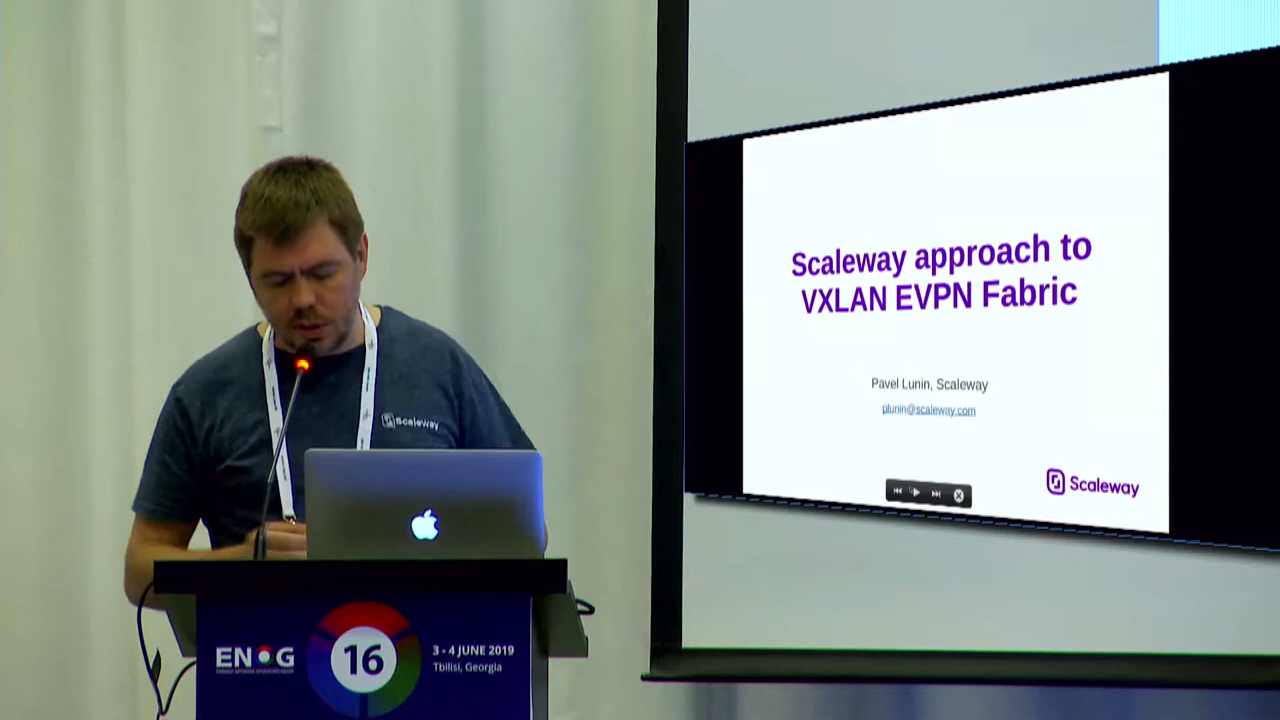 Scaleway approach to
VXLAN EVPN Fabric
Pavel Lunin, Scaleway
plunin@scaleway.com
Scaleway
Scaleway
ENOG
16
3 - 4 JUNE 2019
Tbilisi, Georgia